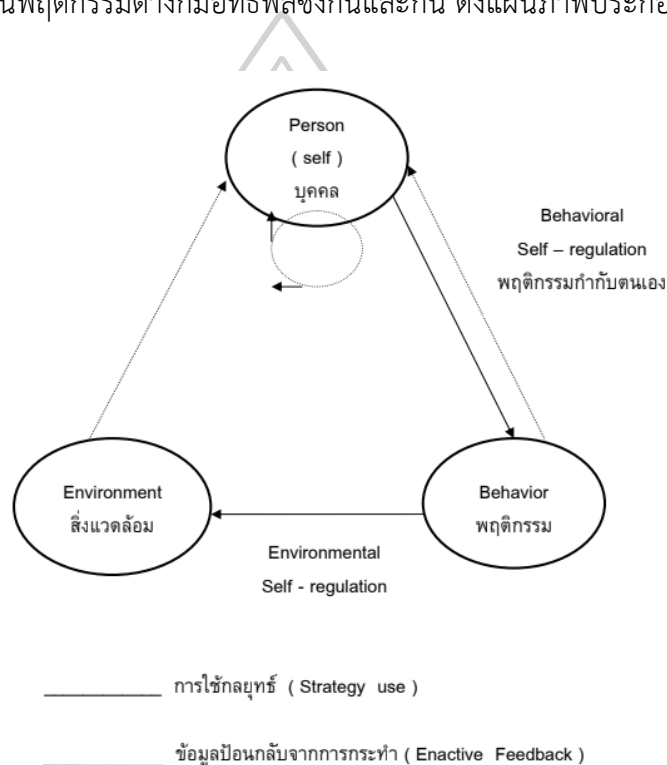 Person
( self )
บุคคล
Behavioral
Self – regulation
พฤติกรรมกำกับตนเอง
Environment
สิ่งแวดล้อม
Behavior
พฤติกรรม
Environmental
Self - regulation
การใช้กลยุทธ์ ( Strategy use )
ข้อมูลป้อนกลับจากการกระทำ ( Enactive Feedback )